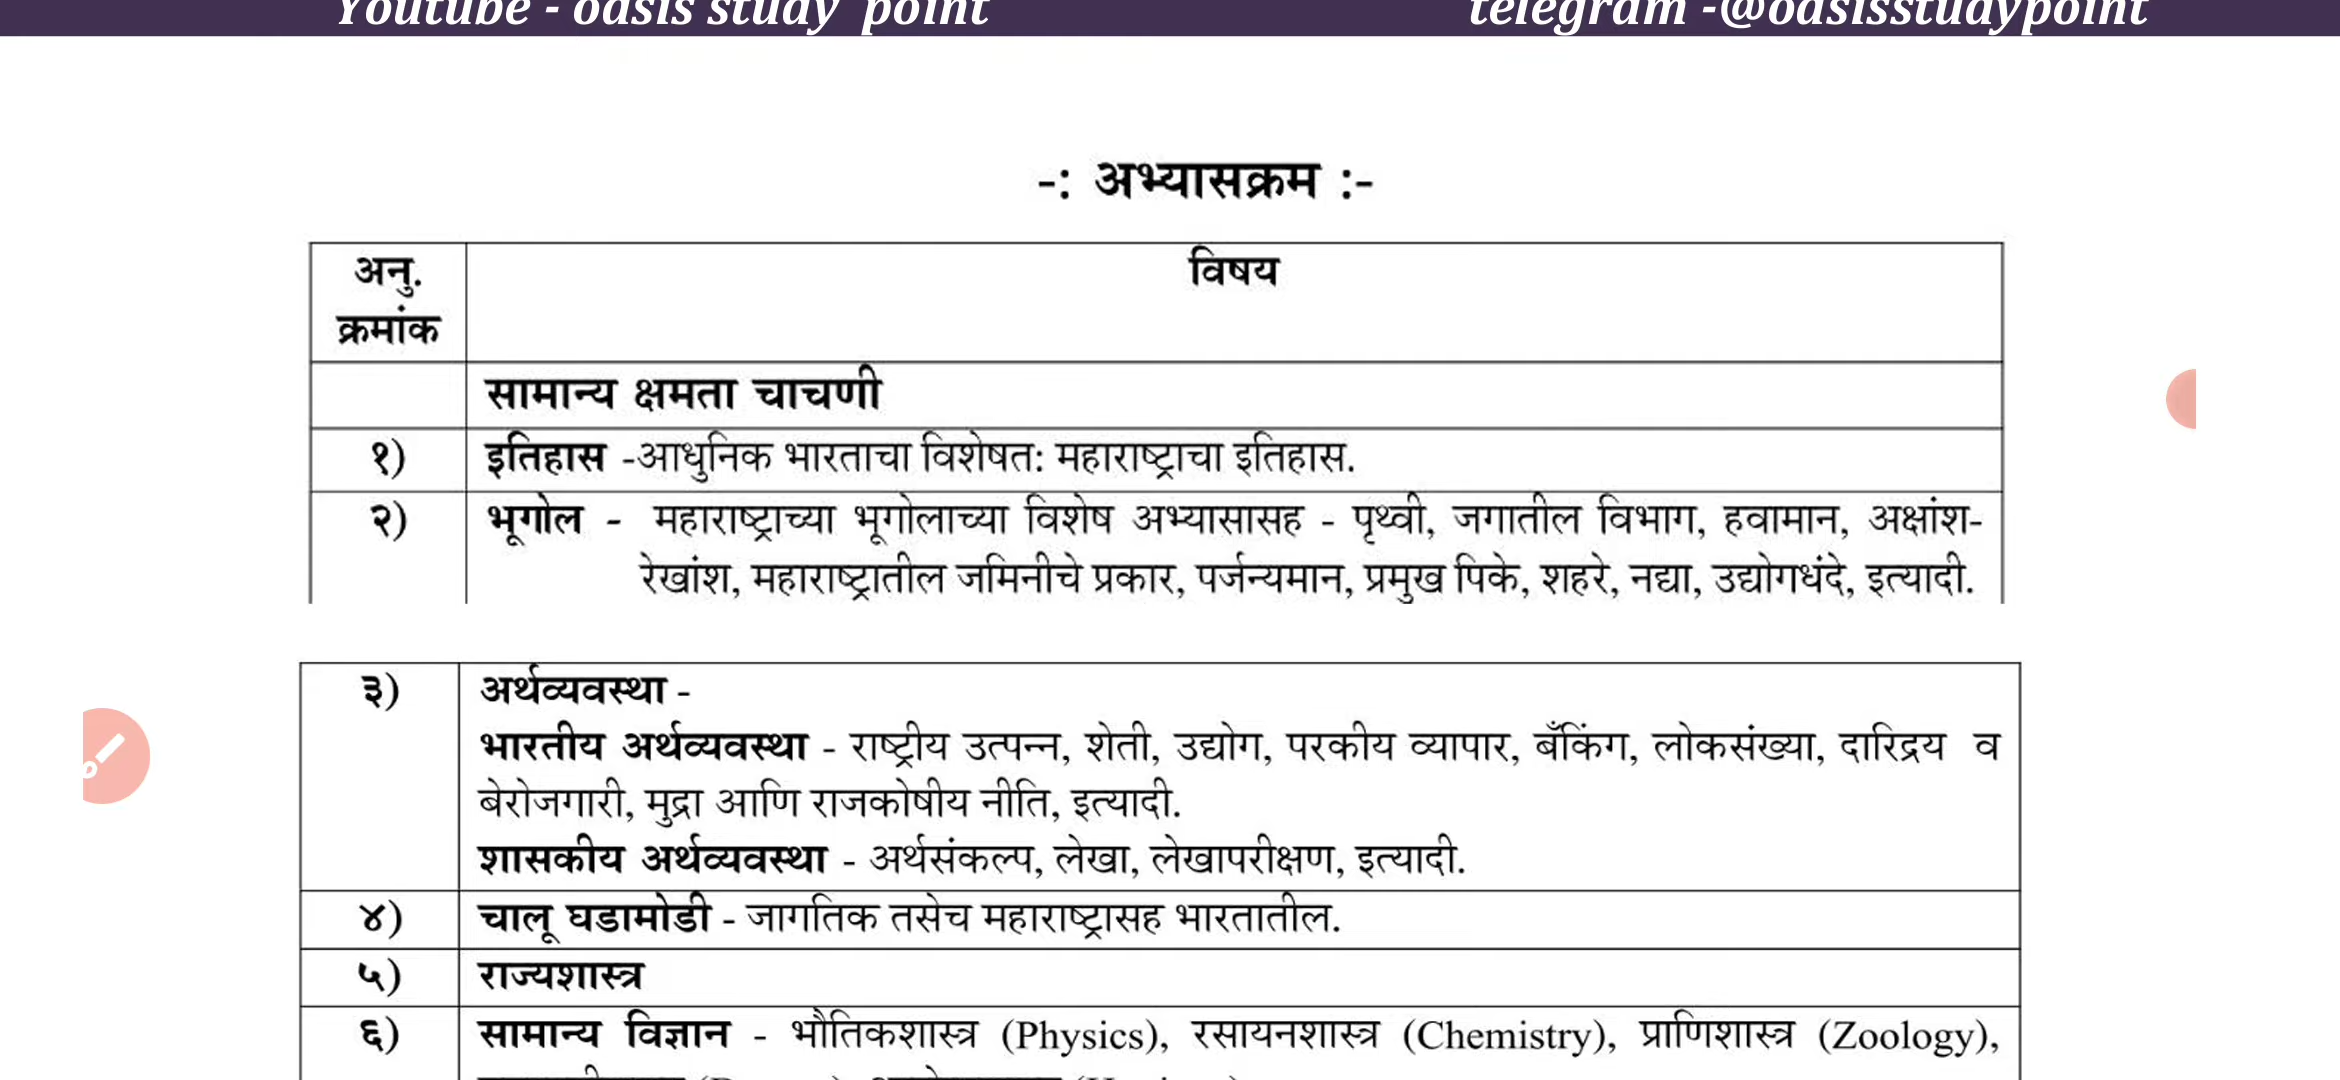 Youtube - oasis study point
telegram -@oasisstudypoint
-: अभ्यासक्रम :-
अनु.
क्रमांक
विषय
सामान्य क्षमता चाचणी
१) इतिहास -आधुनिक भारताचा विशेषत: महाराष्ट्राचा इतिहास.
२) भूगोल - महाराष्ट्राच्या भूगोलाच्या विशेष अभ्यासासह - पृथ्वी, जगातील विभाग, हवामान, अक्षांश-
रेखांश, महाराष्ट्रातील जमिनीचे प्रकार, पर्जन्यमान, प्रमुख पिके, शहरे, नद्या, उद्योगधंदे, इत्यादी.
३) अर्थव्यवस्था -
भारतीय अर्थव्यवस्था - राष्ट्रीय उत्पन्न, शेती, उद्योग, परकीय व्यापार, बँकिंग, लोकसंख्या, दारिद्रय व
बेरोजगारी, मुद्रा आणि राजकोषीय नीति, इत्यादी.
शासकीय अर्थव्यवस्था - अर्थसंकल्प, लेखा, लेखापरीक्षण, इत्यादी.
४) चालू घडामोडी - जागतिक तसेच महाराष्ट्रासह भारतातील.
५) राज्यशास्त्र
६) सामान्य विज्ञान - भौतिकशास्त्र (Physics), रसायनशास्त्र (Chemistry), प्राणिशास्त्र (Zoology),